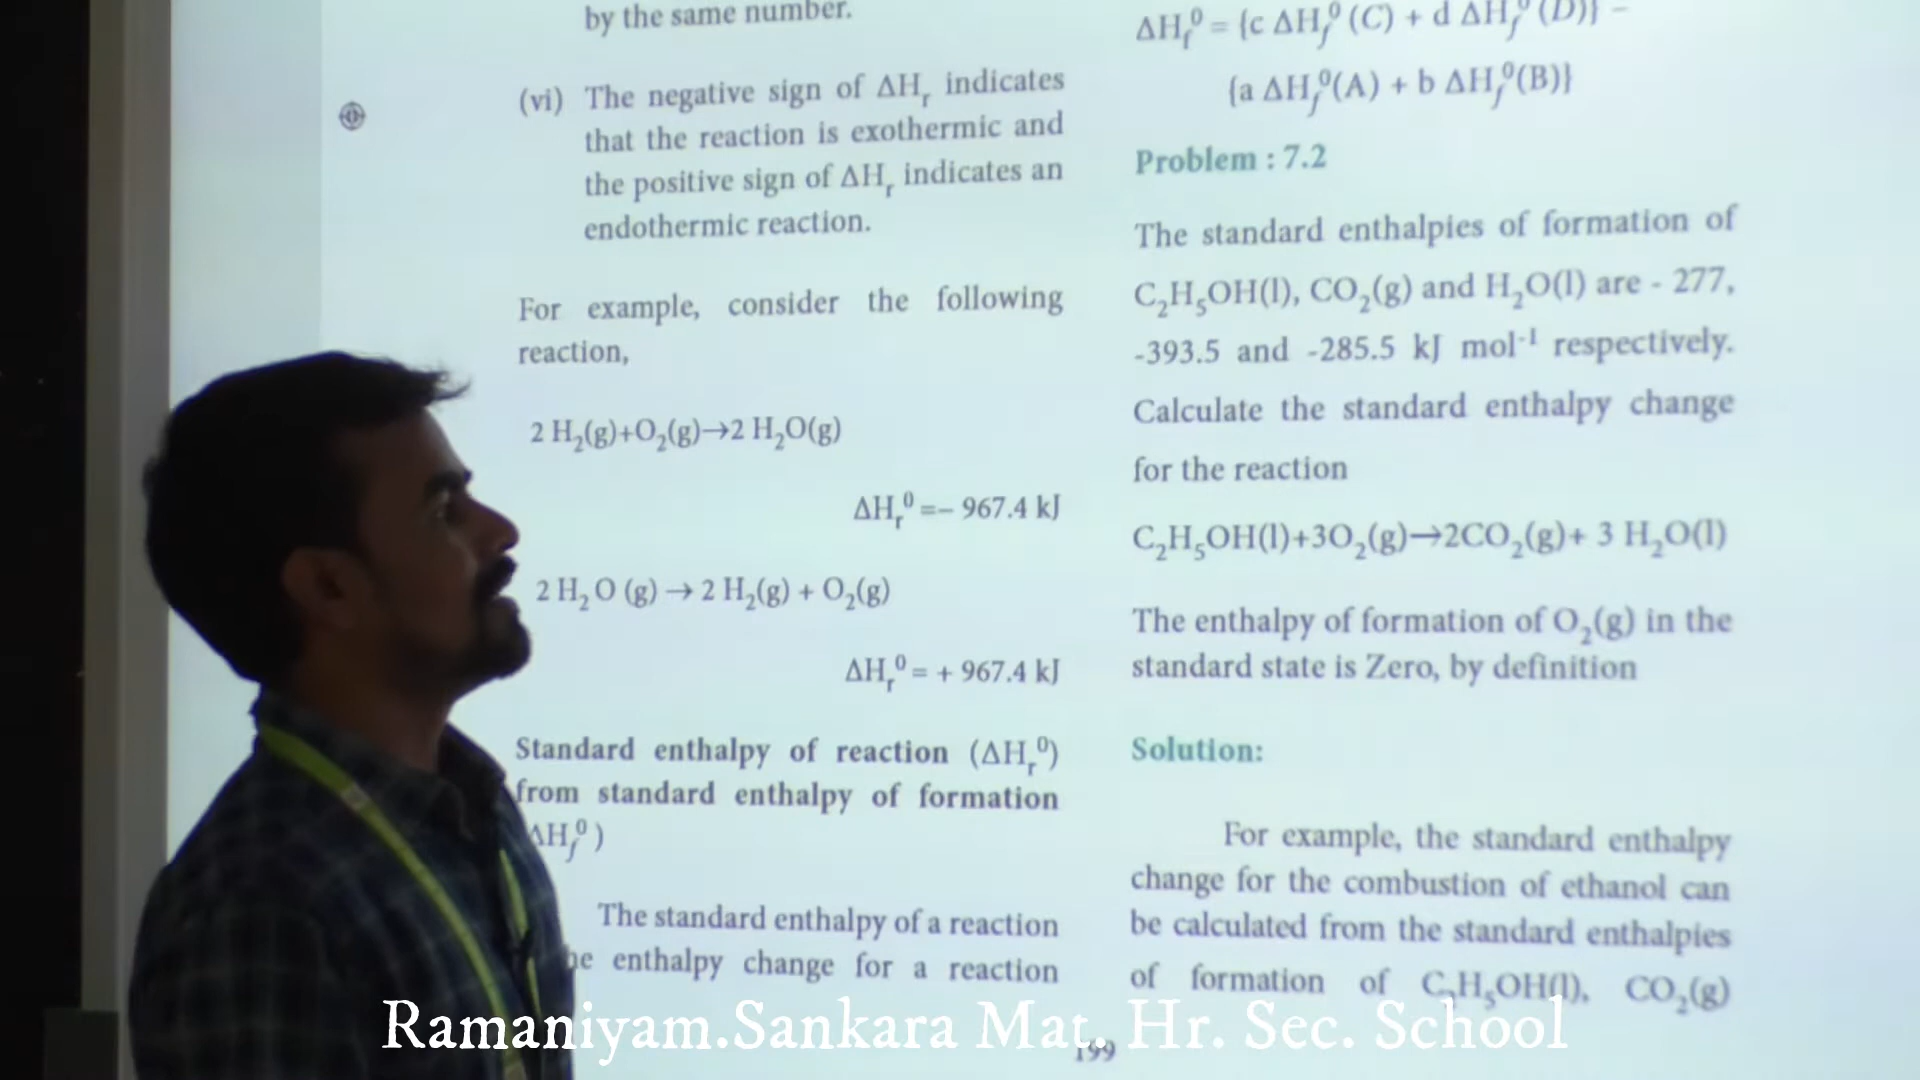 by the same number.
(vi) The negative sign of ΔHᵣ indicates
that the reaction is exothermic and
the positive sign of ΔHᵣ indicates an
endothermic reaction.
For example, consider the following
reaction,
2 H₂(g)+O₂(g)→2 H₂O(g)
ΔHᵣ⁰ =– 967.4 kJ
2 H₂O (g) → 2 H₂(g) + O₂(g)
ΔHᵣ⁰ = + 967.4 kJ
Standard enthalpy of reaction (ΔHᵣ⁰)
from standard enthalpy of formation
ΔH_f⁰ )
The standard enthalpy of a reaction
enthalpy change for a reaction
ΔHᵣ⁰ = {c ΔH_f⁰ (C) + d ΔH_f⁰ (D)} –
{a ΔH_f⁰(A) + b ΔH_f⁰(B)}
Problem : 7.2
The standard enthalpies of formation of
C₂H₅OH(l), CO₂(g) and H₂O(l) are - 277,
-393.5 and -285.5 kJ mol⁻¹ respectively.
Calculate the standard enthalpy change
for the reaction
C₂H₅OH(l)+3O₂(g)→2CO₂(g)+ 3 H₂O(l)
The enthalpy of formation of O₂(g) in the
standard state is Zero, by definition
Solution:
For example, the standard enthalpy
change for the combustion of ethanol can
be calculated from the standard enthalpies
of formation of C₂H₅OH(l), CO₂(g)
Ramaniyam.Sankara Mat. Hr. Sec. School
199